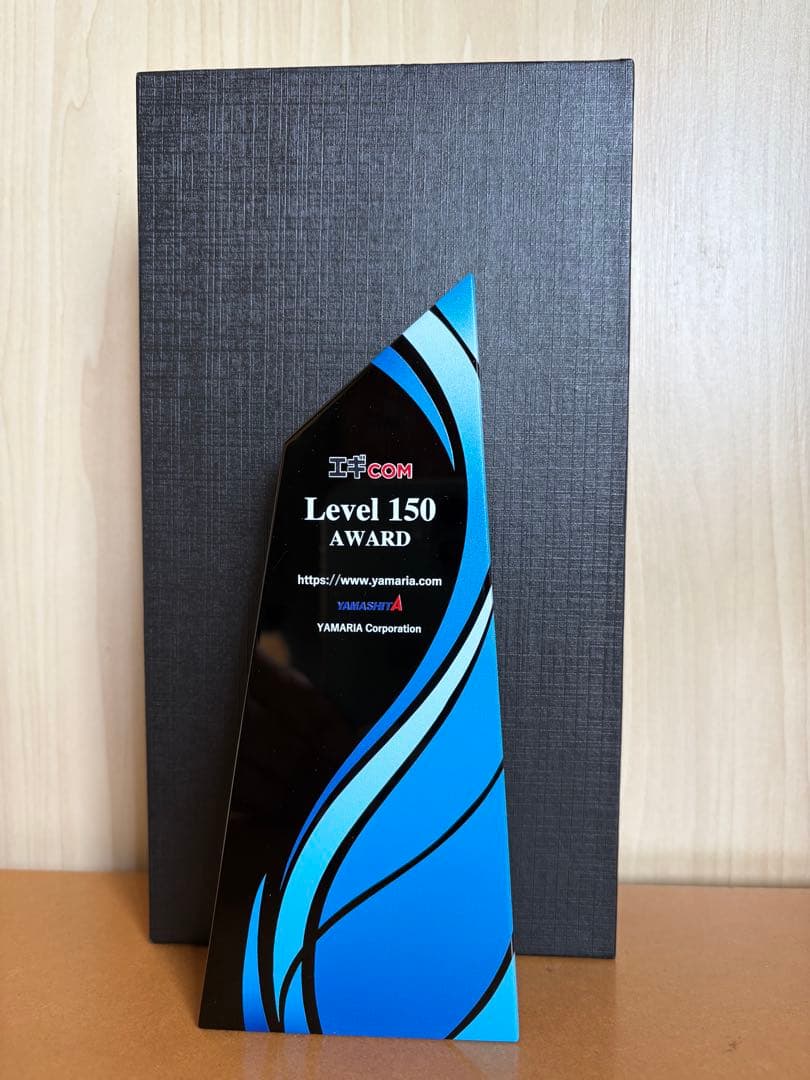 エギCOM
Level 150
AWARD
https://www.yamaria.com
YAMASHITA
YAMARIA Corporation